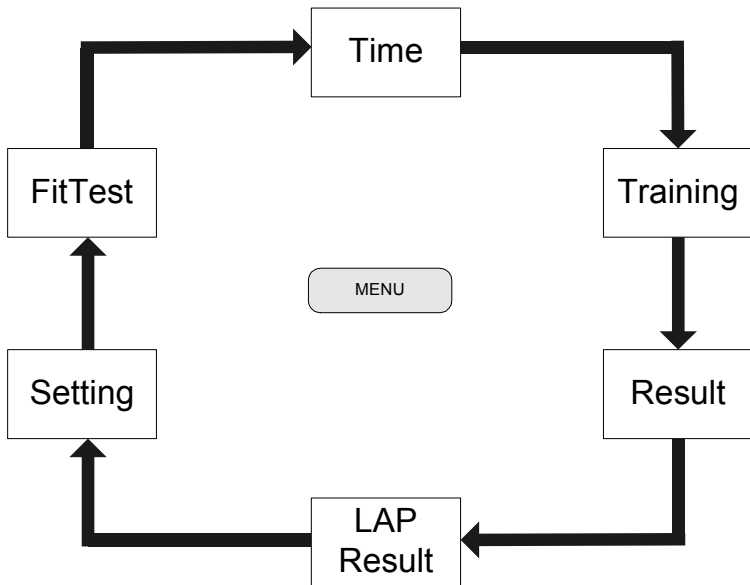 Time
FitTest
Training
MENU
Setting
Result
LAP
Result